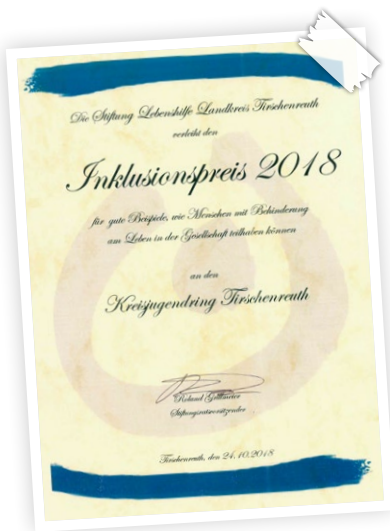 Die Stiftung Lebenshilfe Landkreis Tirschenreuth
verleiht den
Inklusionspreis 2018
für gute Beispiele, wie Menschen mit Behinderung
am Leben in der Gesellschaft teilhaben können
an den
Kreisjugendring Tirschenreuth
Roland
Stiftungsratsvorsitzender
Tirschenreuth, den 24.10.2018